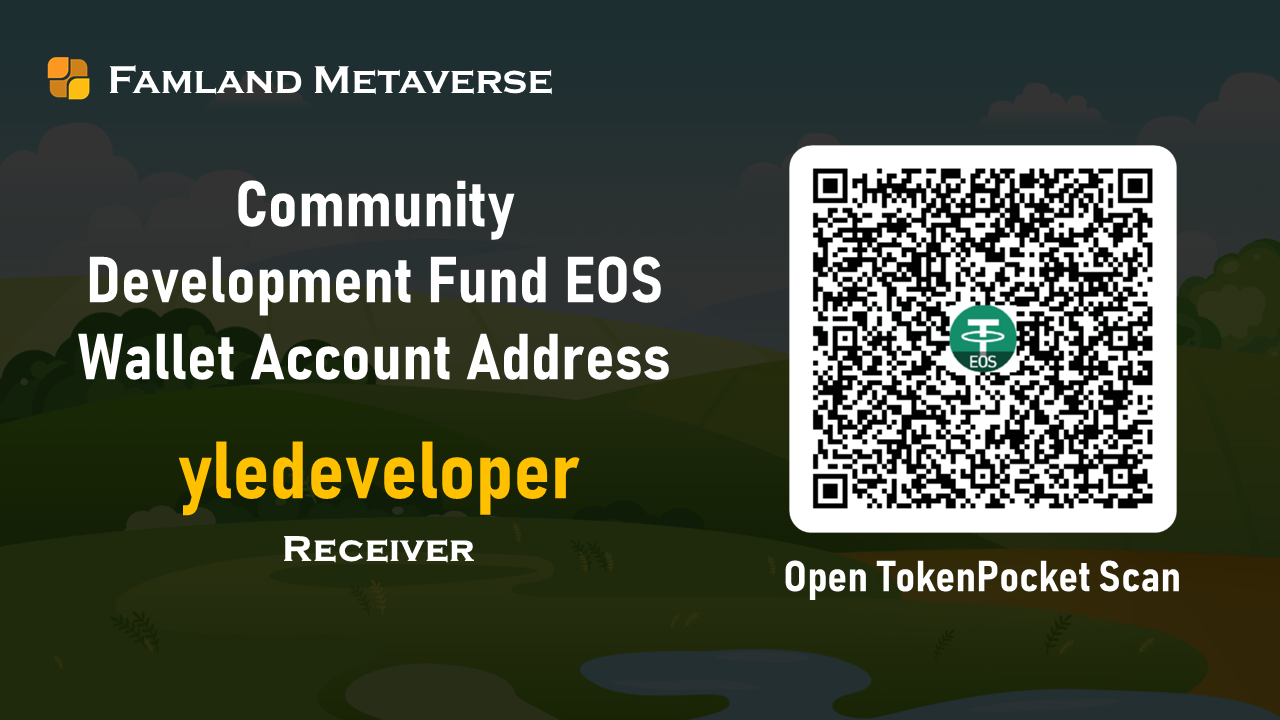 Famland Metaverse
Community
Development Fund EOS
Wallet Account Address
yledeveloper
Receiver
EOS
Open TokenPocket Scan